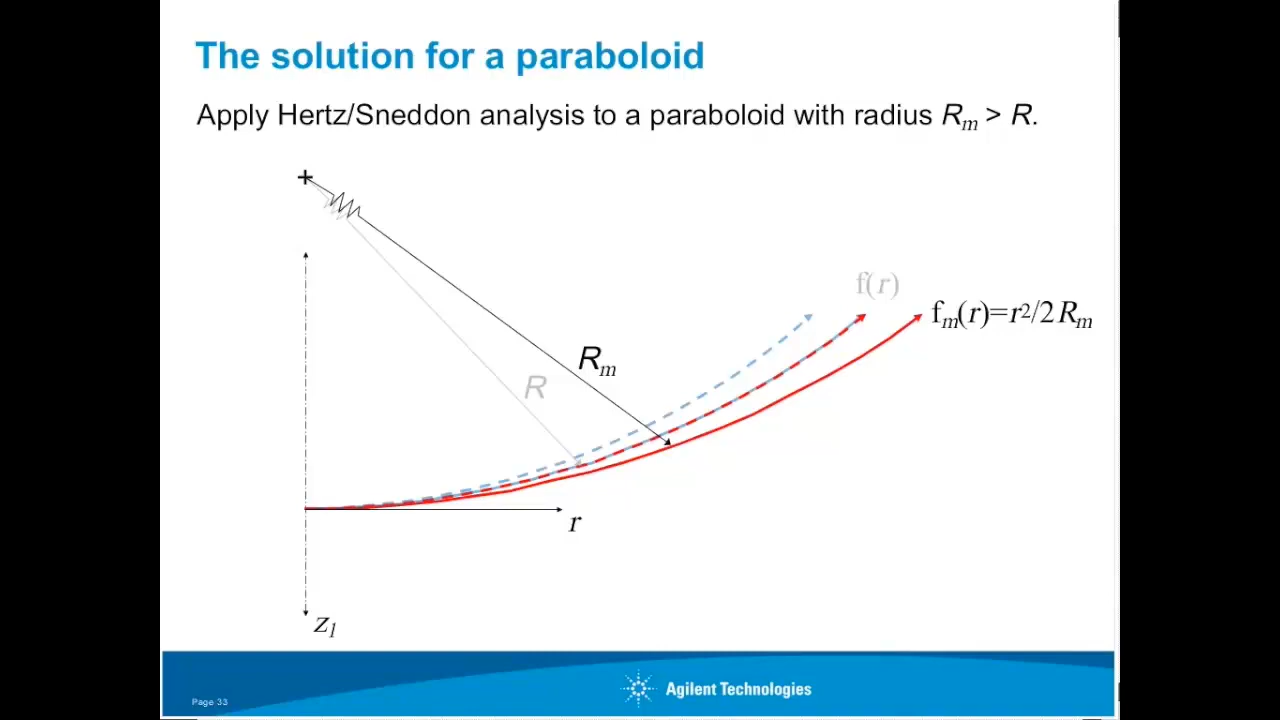 The solution for a paraboloid
Apply Hertz/Sneddon analysis to a paraboloid with radius Rm > R.
f(r)
fm(r)=r2/2Rm
Rm
R
r
z1
Page 33
Agilent Technologies